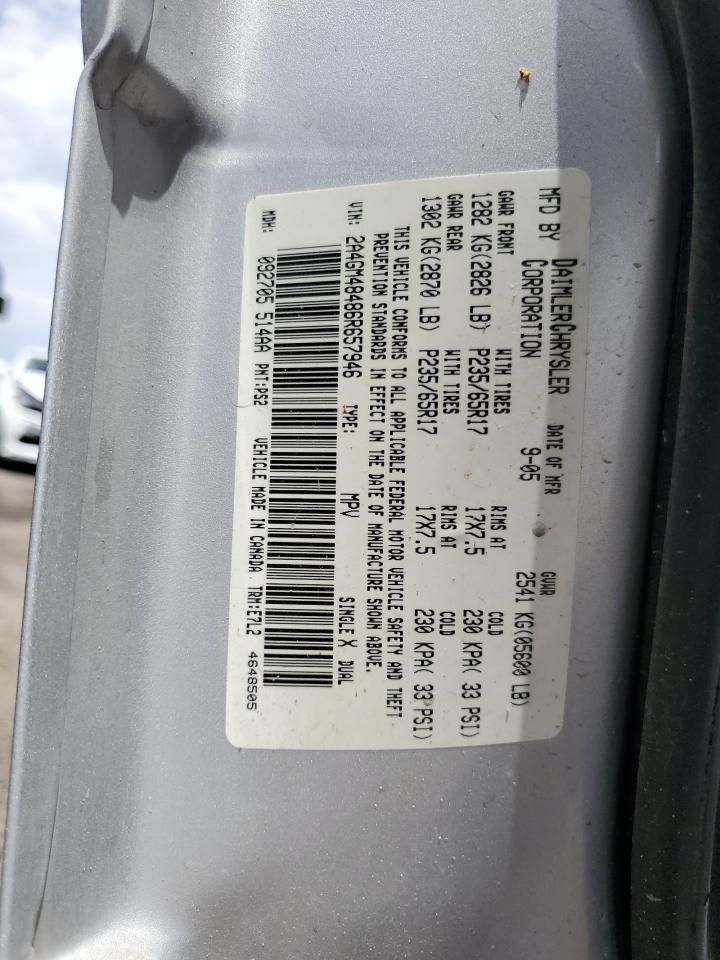 MFD BY DAIMLERCHRYSLER CORPORATION DATE OF MFR 9-05 GVWR 2541 KG(05600 LB)
GAWR FRONT WITH TIRES RIMS AT COLD
1282 KG(2826 LB) P235/65R17 17X7.5 230 KPA( 33 PSI)
GAWR REAR WITH TIRES RIMS AT COLD
1302 KG(2870 LB) P235/65R17 17X7.5 230 KPA( 33 PSI)
THIS VEHICLE CONFORMS TO ALL APPLICABLE FEDERAL MOTOR VEHICLE SAFETY AND THEFT
PREVENTION STANDARDS IN EFFECT ON THE DATE OF MANUFACTURE SHOWN ABOVE.
VIN: 2A4GM48486R657946 TYPE: MPV SINGLE X DUAL
MDH: 092705 514AA PNT:PS2 VEHICLE MADE IN CANADA TRM:E7L2 4648505